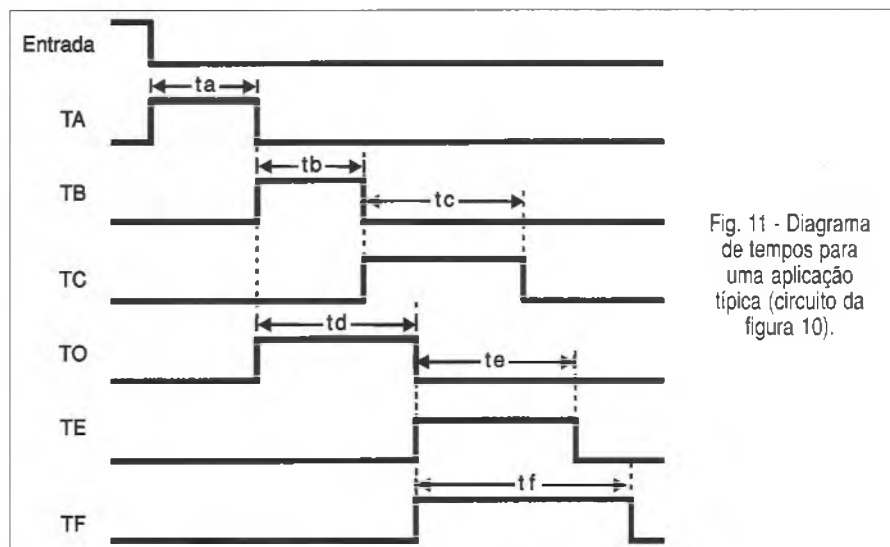 Entrada
ta
TA
tb
TB
tc
TC
td
TO
te
TE
tf
TF
Fig. 11 - Diagrama
de tempos para
uma aplicação
típica (circuito da
figura 10).